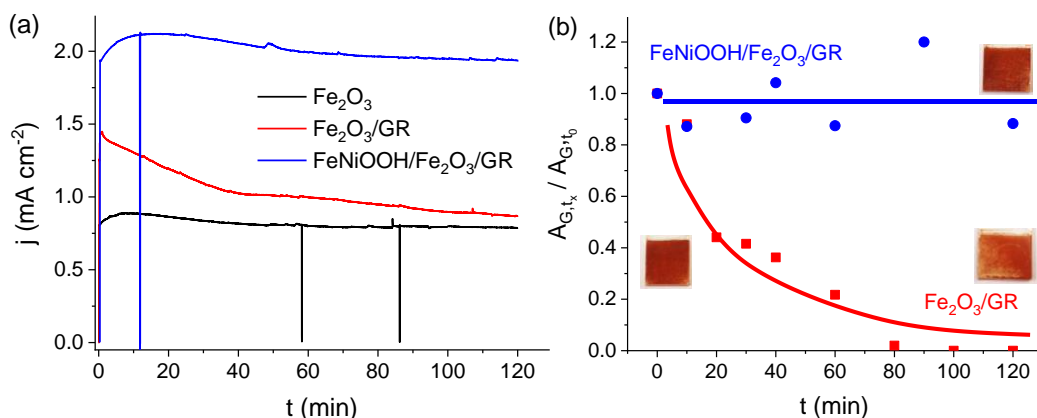 (a)
2.0
1.5
1.0
0.5
0.0
j (mA cm⁻²)
Fe₂O₃
Fe₂O₃/GR
FeNiOOH/Fe₂O₃/GR
0 20 40 60 80 100 120
t (min)
(b)
1.2
1.0
0.8
0.6
0.4
0.2
0.0
A_G,tₓ / A_G,t₀
FeNiOOH/Fe₂O₃/GR
Fe₂O₃/GR
0 20 40 60 80 100 120
t (min)